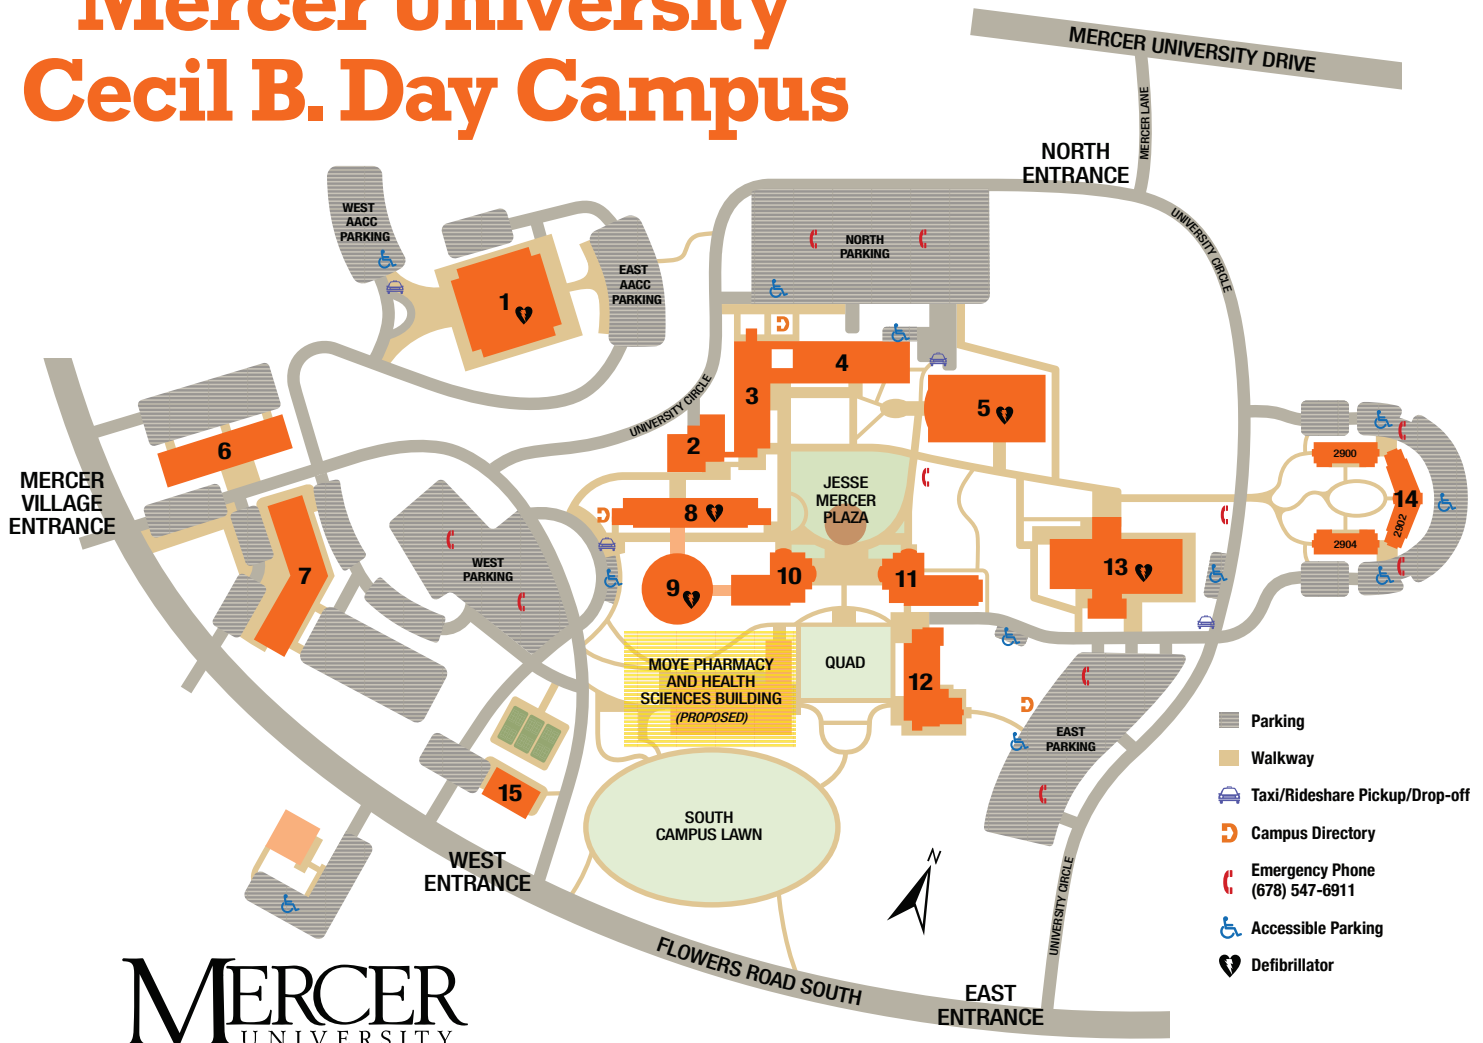 Mercer University
Cecil B. Day Campus
MERCER UNIVERSITY DRIVE
MERCER LANE
NORTH
ENTRANCE
UNIVERSITY CIRCLE
WEST
AACC
PARKING
EAST
AACC
PARKING
NORTH
PARKING
1
4
3
5
2
UNIVERSITY CIRCLE
6
MERCER
VILLAGE
ENTRANCE
JESSE
MERCER
PLAZA
2900
14
2902
2904
8
7
WEST
PARKING
9
10
11
13
MOYE PHARMACY
AND HEALTH
SCIENCES BUILDING
(PROPOSED)
QUAD
12
EAST
PARKING
15
SOUTH
CAMPUS LAWN
WEST
ENTRANCE
N
UNIVERSITY CIRCLE
FLOWERS ROAD SOUTH
EAST
ENTRANCE
Parking
Walkway
Taxi/Rideshare Pickup/Drop-off
D
Campus Directory
Emergency Phone
(678) 547-6911
Accessible Parking
Defibrillator
MERCER
UNIVERSITY